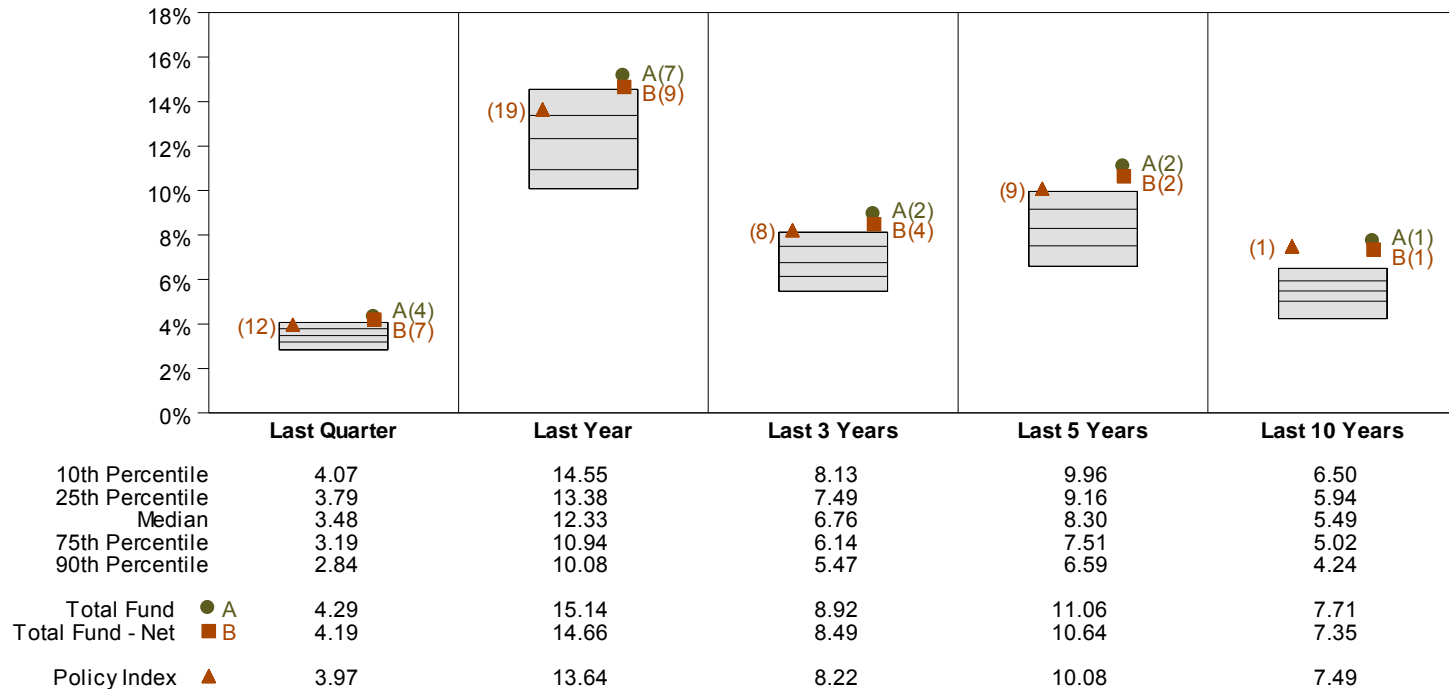 18%
16%
14%
12%
10%
8%
6%
4%
2%
0%
(12)
A(4)
B(7)
(19)
A(7)
B(9)
(8)
A(2)
B(4)
(9)
A(2)
B(2)
(1)
A(1)
B(1)
Last Quarter Last Year Last 3 Years Last 5 Years Last 10 Years
10th Percentile 4.07 14.55 8.13 9.96 6.50
25th Percentile 3.79 13.38 7.49 9.16 5.94
Median 3.48 12.33 6.76 8.30 5.49
75th Percentile 3.19 10.94 6.14 7.51 5.02
90th Percentile 2.84 10.08 5.47 6.59 4.24
Total Fund A 4.29 15.14 8.92 11.06 7.71
Total Fund - Net B 4.19 14.66 8.49 10.64 7.35
Policy Index 3.97 13.64 8.22 10.08 7.49